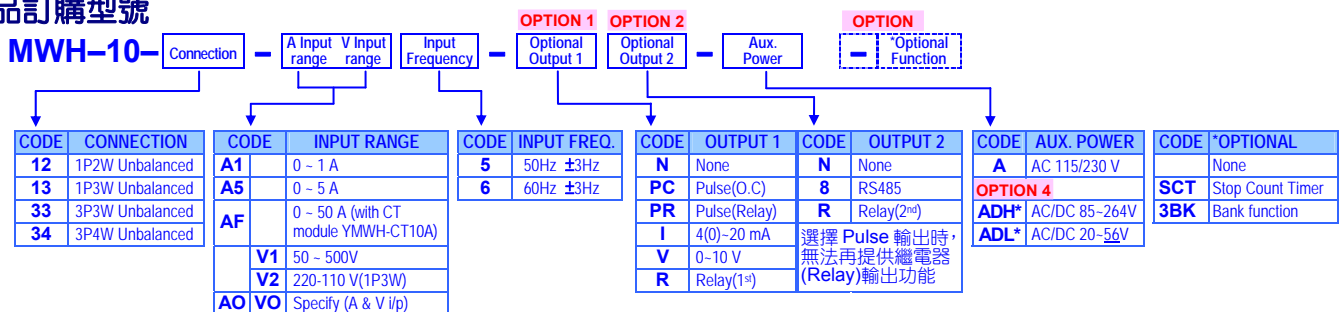 品訂購型號
OPTION 1 OPTION 2 OPTION
MWH–10– Connection – A Input range V Input range Input Frequency – Optional Output 1 Optional Output 2 – Aux. Power – *Optional Function
CODE CONNECTION
12 1P2W Unbalanced
13 1P3W Unbalanced
33 3P3W Unbalanced
34 3P4W Unbalanced
CODE INPUT RANGE
A1 0 ~ 1 A
A5 0 ~ 5 A
AF 0 ~ 50 A (with CT
module YMWH-CT10A)
V1 50 ~ 500V
V2 220-110 V(1P3W)
AO VO Specify (A & V i/p)
CODE INPUT FREQ.
5 50Hz ±3Hz
6 60Hz ±3Hz
CODE OUTPUT 1
N None
PC Pulse(O.C)
PR Pulse(Relay)
I 4(0)~20 mA
V 0~10 V
R Relay(1st)
CODE OUTPUT 2
N None
8 RS485
R Relay(2nd)
選擇 Pulse 輸出時,
無法再提供繼電器
(Relay)輸出功能
CODE AUX. POWER
A AC 115/230 V
OPTION 4
ADH* AC/DC 85~264V
ADL* AC/DC 20~56V
CODE *OPTIONAL
None
SCT Stop Count Timer
3BK Bank function